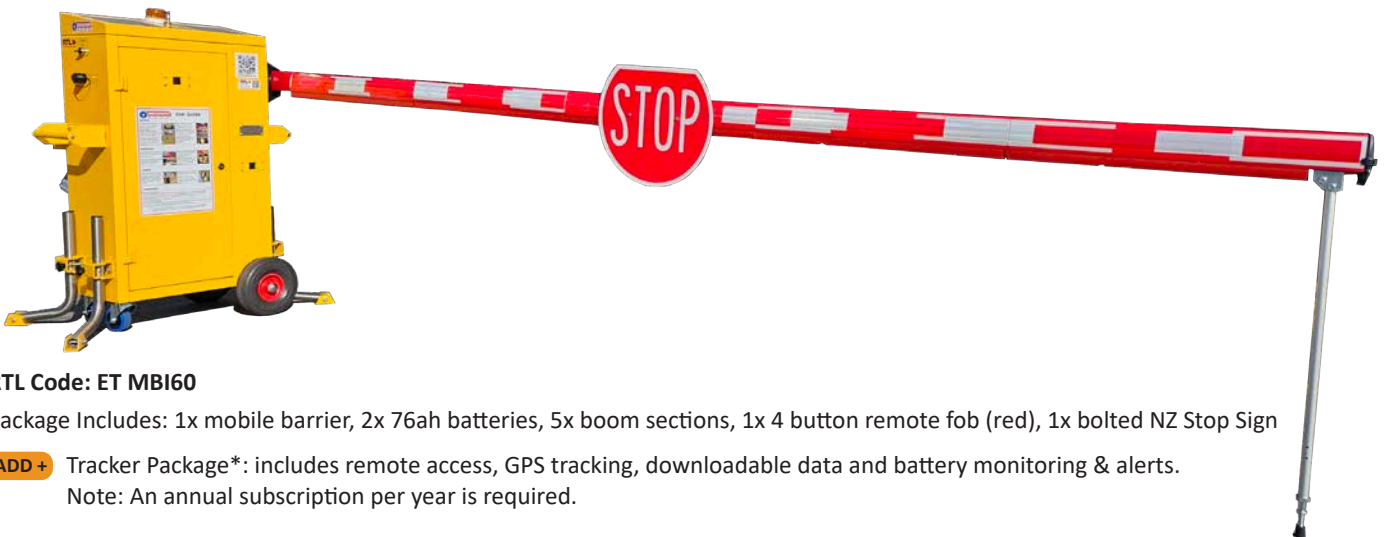 STOP
TL Code: ET MBI60
ackage Includes: 1x mobile barrier, 2x 76ah batteries, 5x boom sections, 1x 4 button remote fob (red), 1x bolted NZ Stop Sign
ADD +
Tracker Package*: includes remote access, GPS tracking, downloadable data and battery monitoring & alerts.
Note: An annual subscription per year is required.